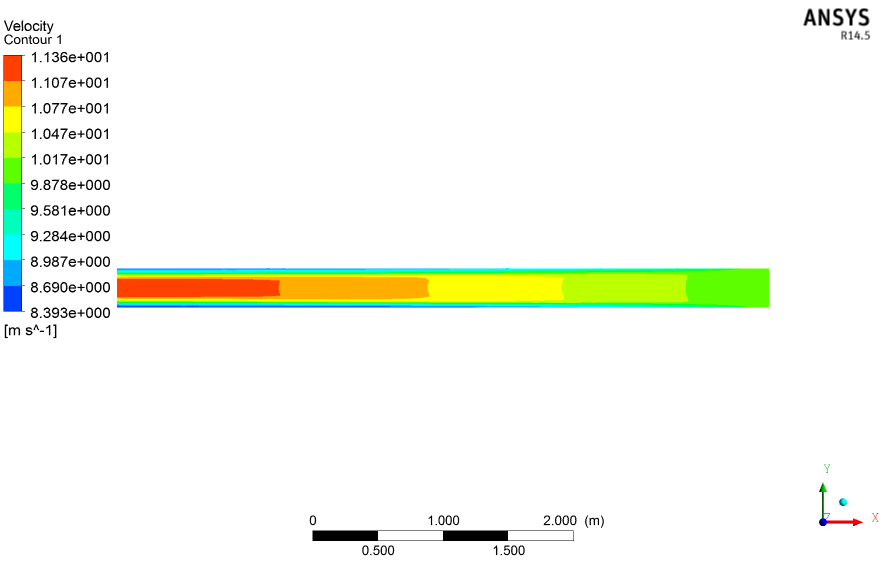 Velocity
Contour 1
1.136e+001
1.107e+001
1.077e+001
1.047e+001
1.017e+001
9.878e+000
9.581e+000
9.284e+000
8.987e+000
8.690e+000
8.393e+000
[m s^-1]
ANSYS
R14.5
0 1.000 2.000 (m)
0.500 1.500
Y
Z X